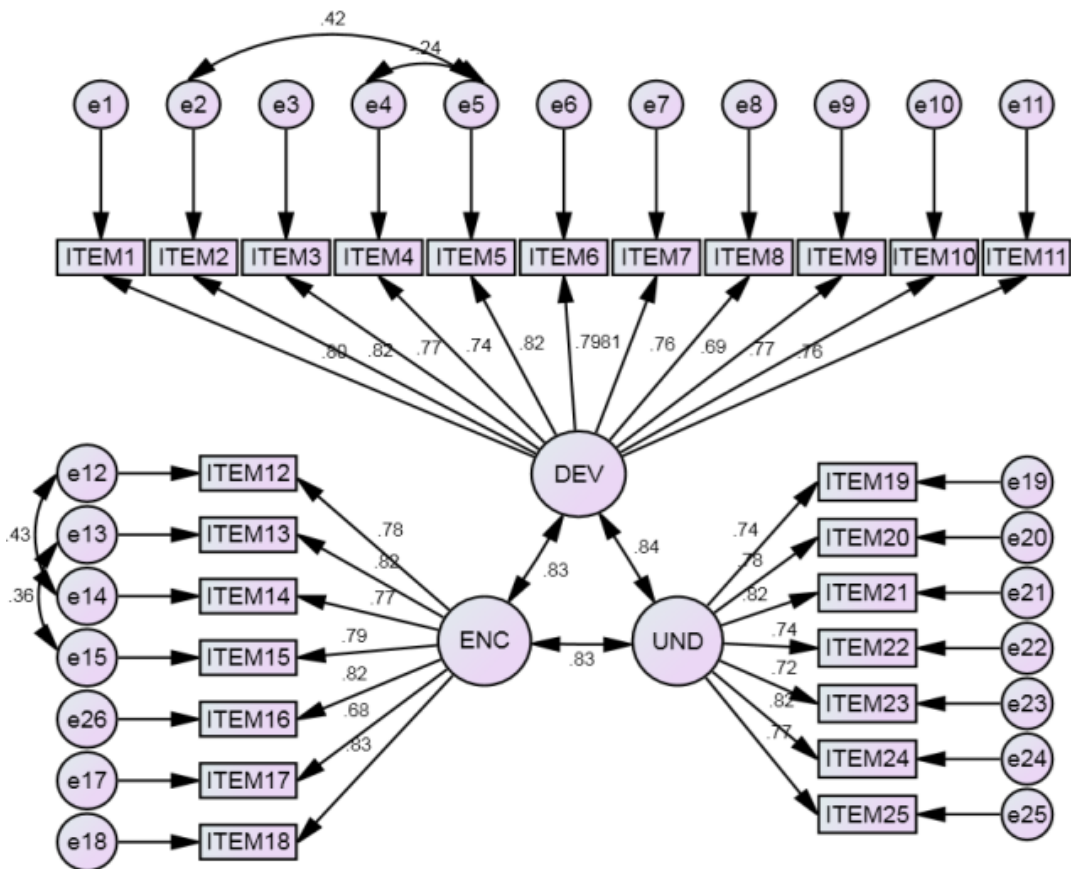 .42
-.24
e1 e2 e3 e4 e5 e6 e7 e8 e9 e10 e11
ITEM1 ITEM2 ITEM3 ITEM4 ITEM5 ITEM6 ITEM7 ITEM8 ITEM9 ITEM10 ITEM11
.80 .82 .77 .74 .82 .79 .81 .76 .69 .77 .76
DEV
e12 ITEM12 .78
e13 ITEM13 .82
e14 ITEM14 .77
e15 ITEM15 .79
e26 ITEM16 .82
e17 ITEM17 .68
e18 ITEM18 .83
.43
.36
.83 .84
ENC .83 UND
.74 ITEM19 e19
.78 ITEM20 e20
.82 ITEM21 e21
.74 ITEM22 e22
.72 ITEM23 e23
.82 ITEM24 e24
.77 ITEM25 e25